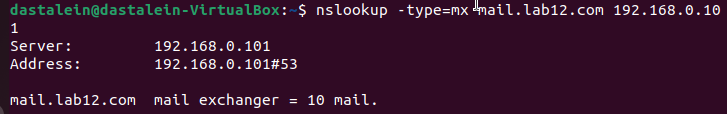 dastalein@dastalein-VirtualBox:~$ nslookup -type=mx mail.lab12.com 192.168.0.10
1
Server:         192.168.0.101
Address:        192.168.0.101#53

mail.lab12.com  mail exchanger = 10 mail.